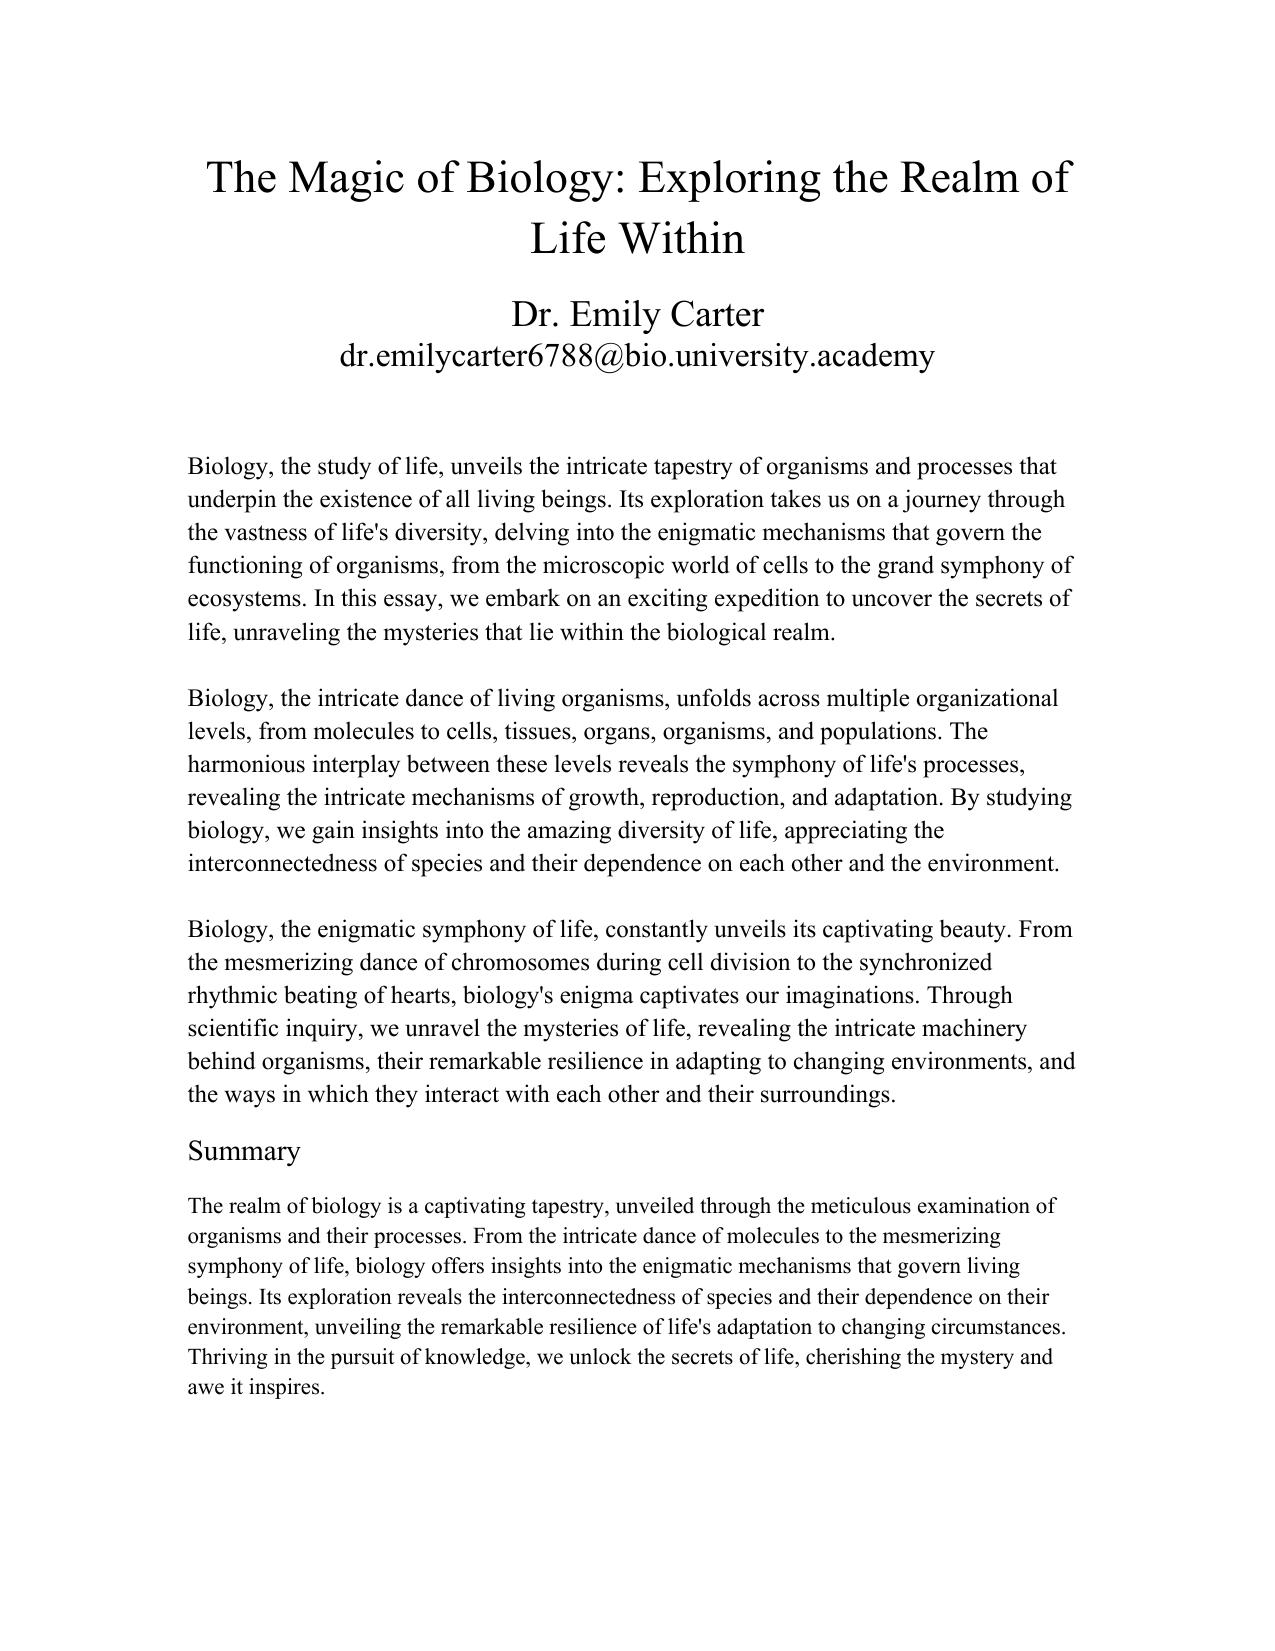 The Magic of Biology: Exploring the Realm of
Life Within
Dr. Emily Carter
dr.emilycarter6788@bio.university.academy
Biology, the study of life, unveils the intricate tapestry of organisms and processes that
underpin the existence of all living beings. Its exploration takes us on a journey through
the vastness of life's diversity, delving into the enigmatic mechanisms that govern the
functioning of organisms, from the microscopic world of cells to the grand symphony of
ecosystems. In this essay, we embark on an exciting expedition to uncover the secrets of
life, unraveling the mysteries that lie within the biological realm.
Biology, the intricate dance of living organisms, unfolds across multiple organizational
levels, from molecules to cells, tissues, organs, organisms, and populations. The
harmonious interplay between these levels reveals the symphony of life's processes,
revealing the intricate mechanisms of growth, reproduction, and adaptation. By studying
biology, we gain insights into the amazing diversity of life, appreciating the
interconnectedness of species and their dependence on each other and the environment.
Biology, the enigmatic symphony of life, constantly unveils its captivating beauty. From
the mesmerizing dance of chromosomes during cell division to the synchronized
rhythmic beating of hearts, biology's enigma captivates our imaginations. Through
scientific inquiry, we unravel the mysteries of life, revealing the intricate machinery
behind organisms, their remarkable resilience in adapting to changing environments, and
the ways in which they interact with each other and their surroundings.
Summary
The realm of biology is a captivating tapestry, unveiled through the meticulous examination of
organisms and their processes. From the intricate dance of molecules to the mesmerizing
symphony of life, biology offers insights into the enigmatic mechanisms that govern living
beings. Its exploration reveals the interconnectedness of species and their dependence on their
environment, unveiling the remarkable resilience of life's adaptation to changing circumstances.
Thriving in the pursuit of knowledge, we unlock the secrets of life, cherishing the mystery and
awe it inspires.